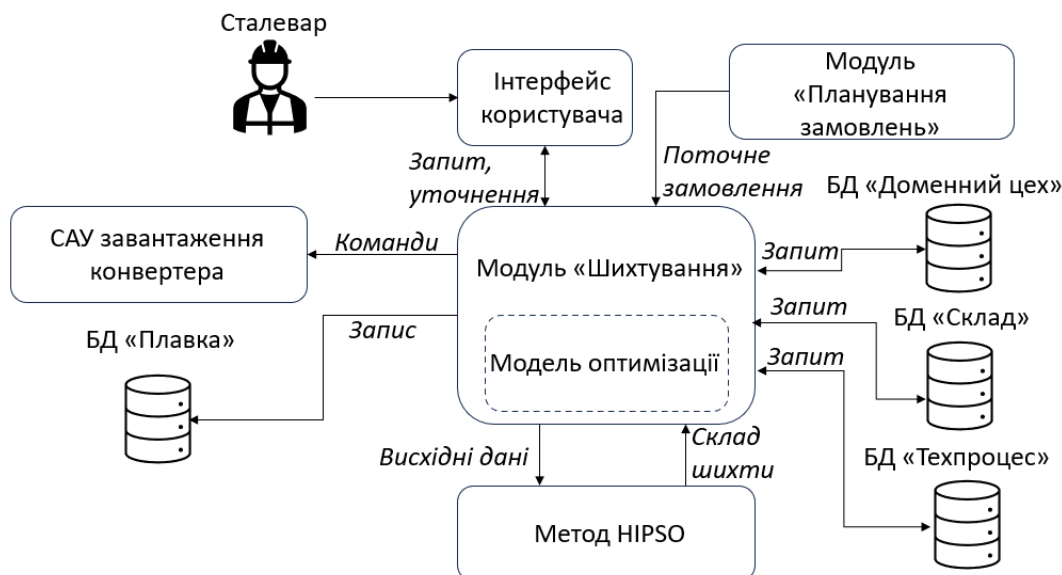 Сталевар
Інтерфейс
користувача
Модуль
«Планування
замовлень»
Запит,
уточнення
Поточне
замовлення
БД «Доменний цех»
САУ завантаження
конвертера
Команди
Модуль «Шихтування»
Запит
БД «Плавка»
Запис
Запит
БД «Склад»
Модель оптимізації
Запит
Висхідні дані
Склад
шихти
БД «Техпроцес»
Метод HIPSO